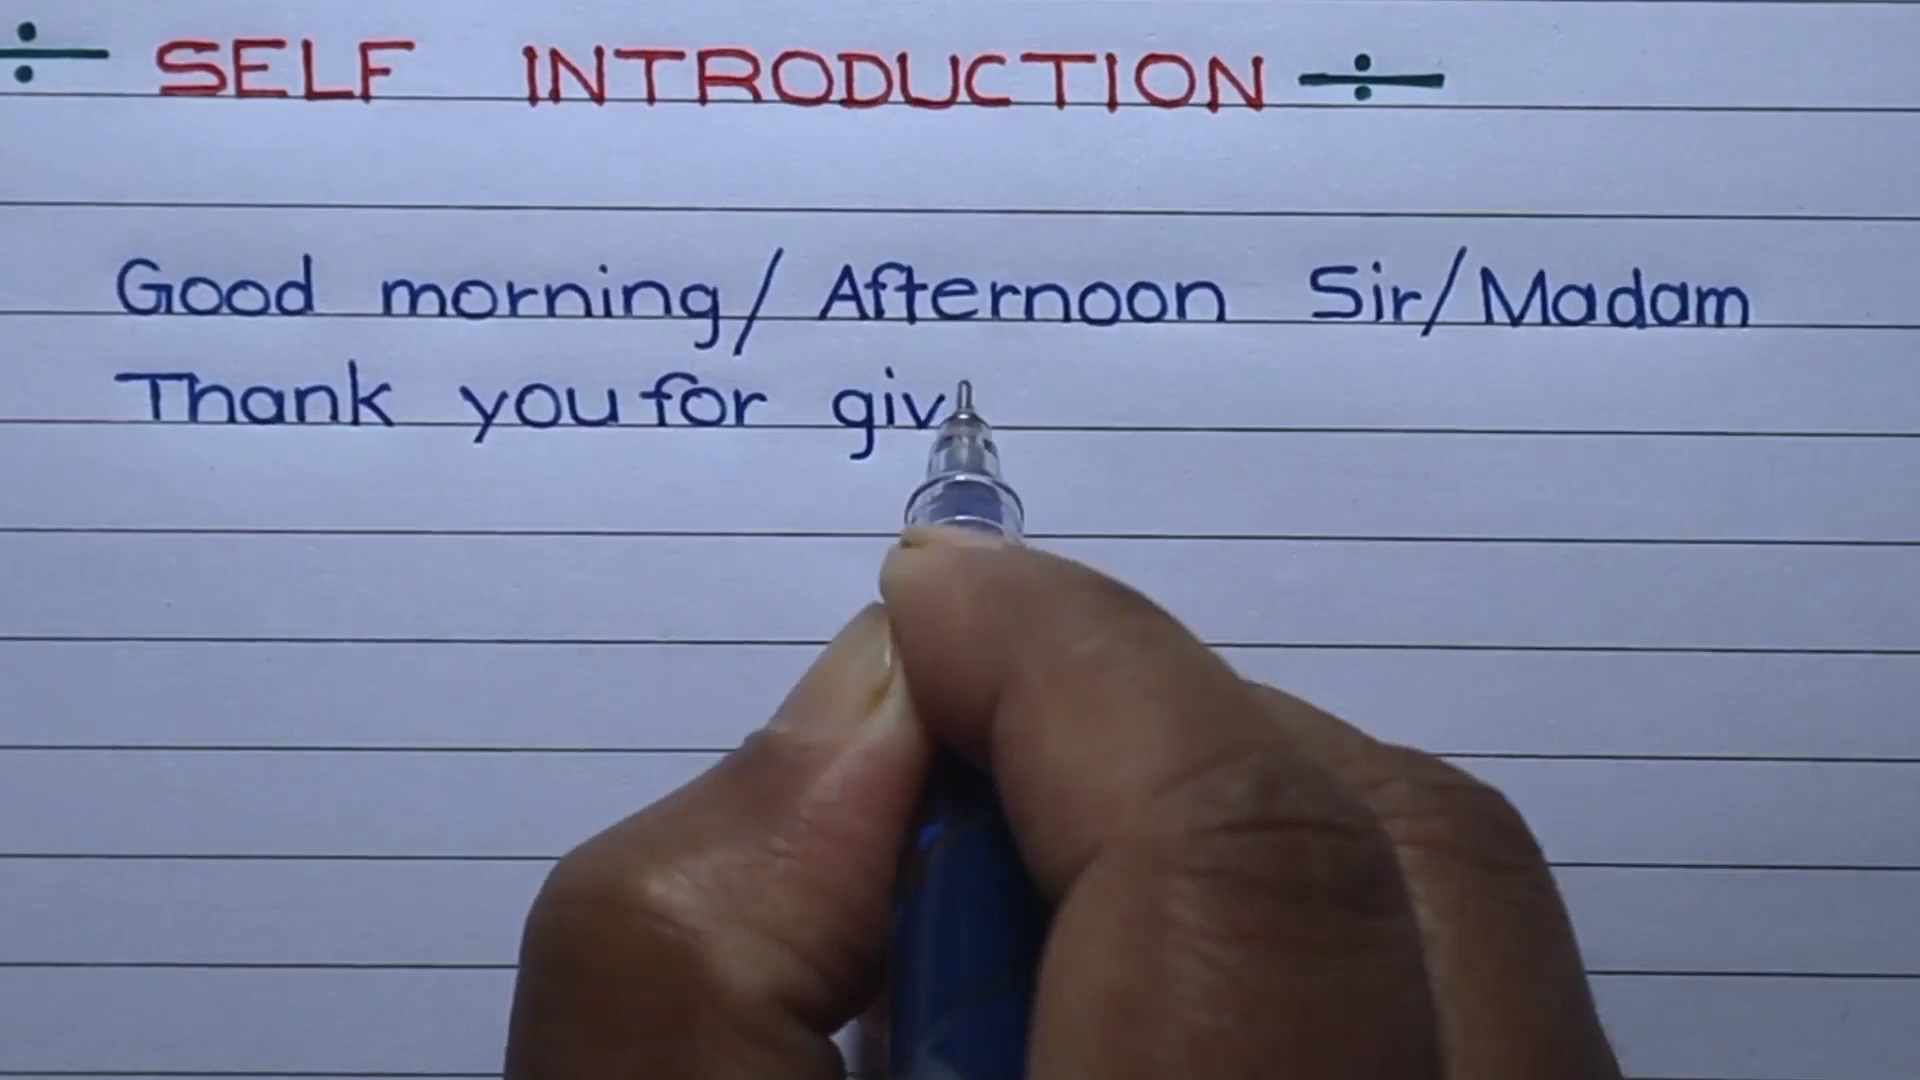 ÷ SELF INTRODUCTION ÷
Good morning/Afternoon Sir/Madam
Thank you for giv